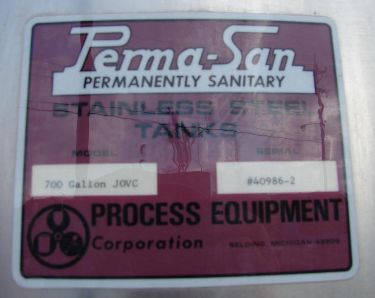 Perma-San
PERMANENTLY SANITARY
STAINLESS STEEL
TANKS
MODEL SERIAL
700 Gallon JOVC #40986-2
PROCESS EQUIPMENT
Corporation BELDING, MICHIGAN 48809